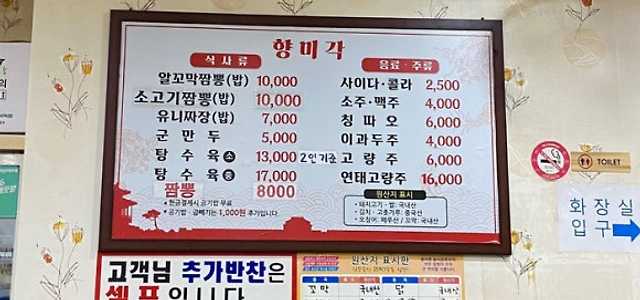 향미각
식사류
알꼬막짬뽕(밥) 10,000
소고기짬뽕(밥) 10,000
유니짜장(밥) 7,000
군만두 5,000
탕수육 소 13,000 2인기준
탕수육 중 17,000
짬뽕 8000
* 현금결제시 공기밥 무료
* 공기밥·곱빼기는 1,000원 추가입니다.
음료·주류
사이다·콜라 2,500
소주·맥주 4,000
칭따오 6,000
이과두주 4,000
고량주 6,000
연태고량주 16,000
원산지 표시
• 돼지고기·밥: 국내산
• 김치·고춧가루: 중국산
• 오징어: 페루산 / 꼬막: 국내산
TOILET
화장실
입구
고객님 추가반찬은
셀프입니다
원산지 표시판
꼬막 국내산 닭 국내산